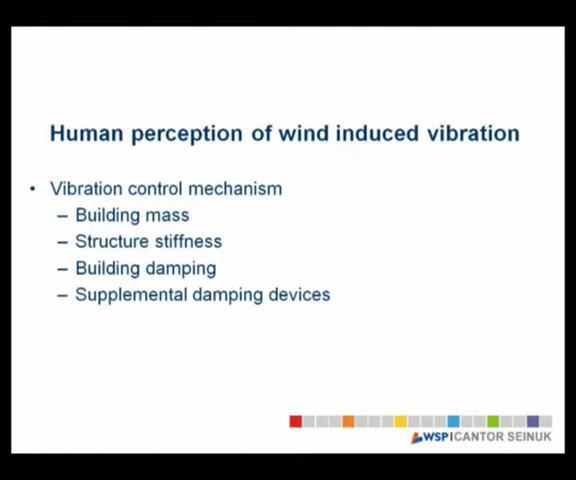 Human perception of wind induced vibration
• Vibration control mechanism
– Building mass
– Structure stiffness
– Building damping
– Supplemental damping devices
WSP|CANTOR SEINUK